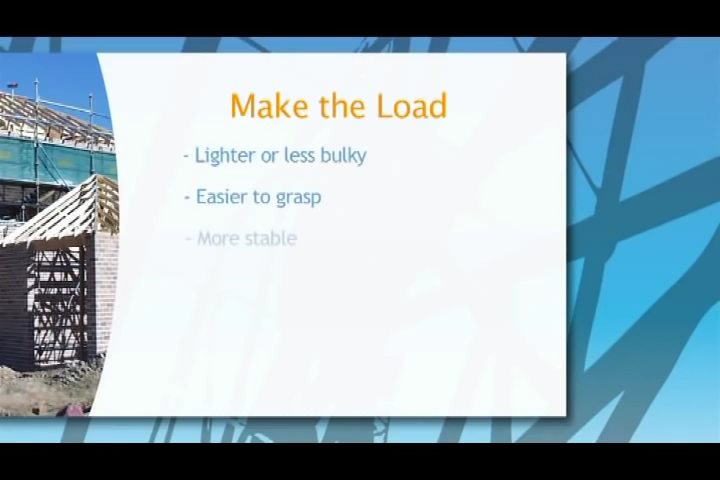 Make the Load
- Lighter or less bulky
- Easier to grasp
- More stable